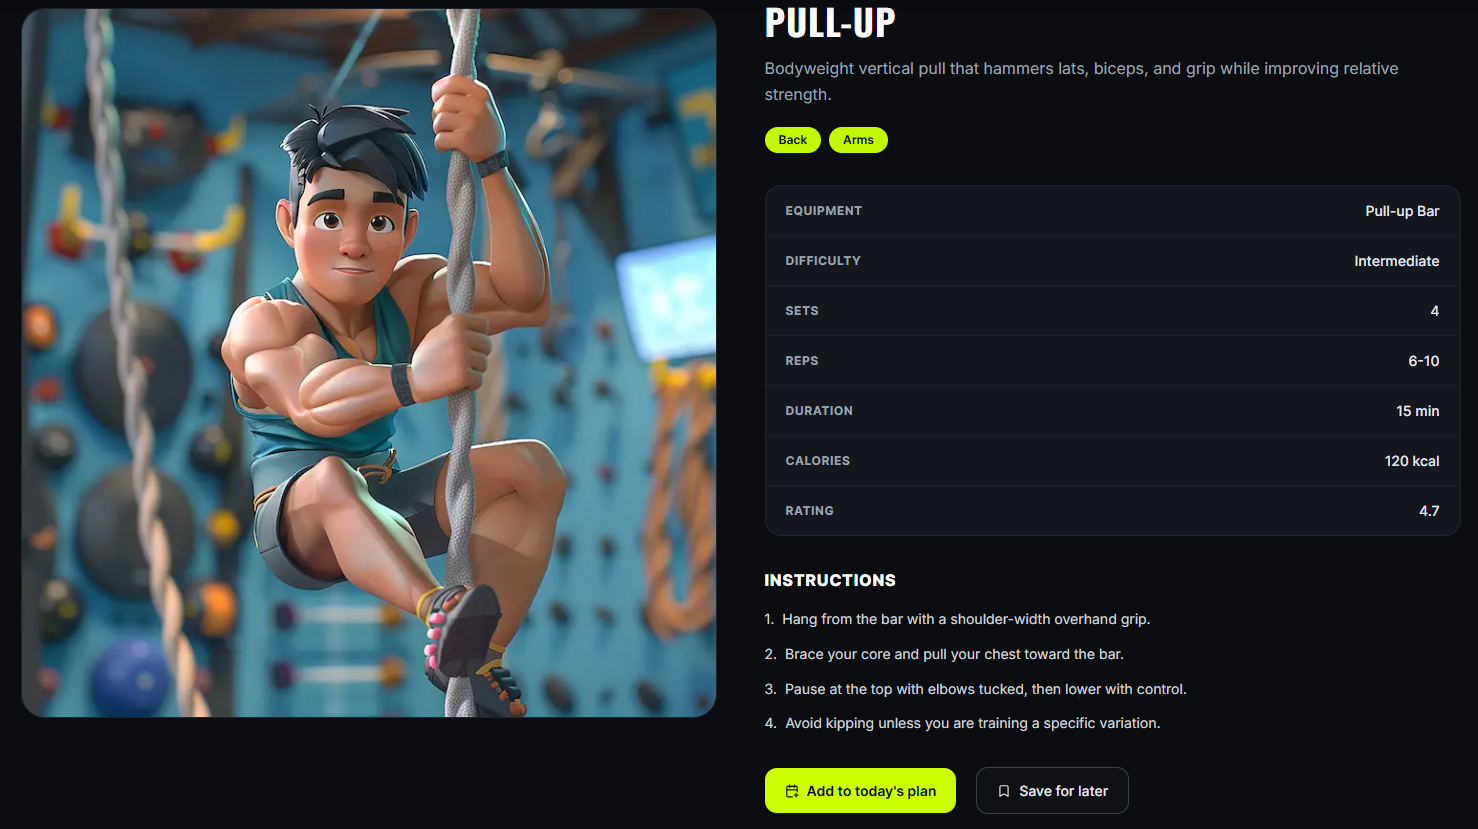 PULL-UP
Bodyweight vertical pull that hammers lats, biceps, and grip while improving relative
strength.
Back Arms
EQUIPMENT Pull-up Bar
DIFFICULTY Intermediate
SETS 4
REPS 6-10
DURATION 15 min
CALORIES 120 kcal
RATING 4.7
INSTRUCTIONS
1. Hang from the bar with a shoulder-width overhand grip.
2. Brace your core and pull your chest toward the bar.
3. Pause at the top with elbows tucked, then lower with control.
4. Avoid kipping unless you are training a specific variation.
Add to today's plan Save for later